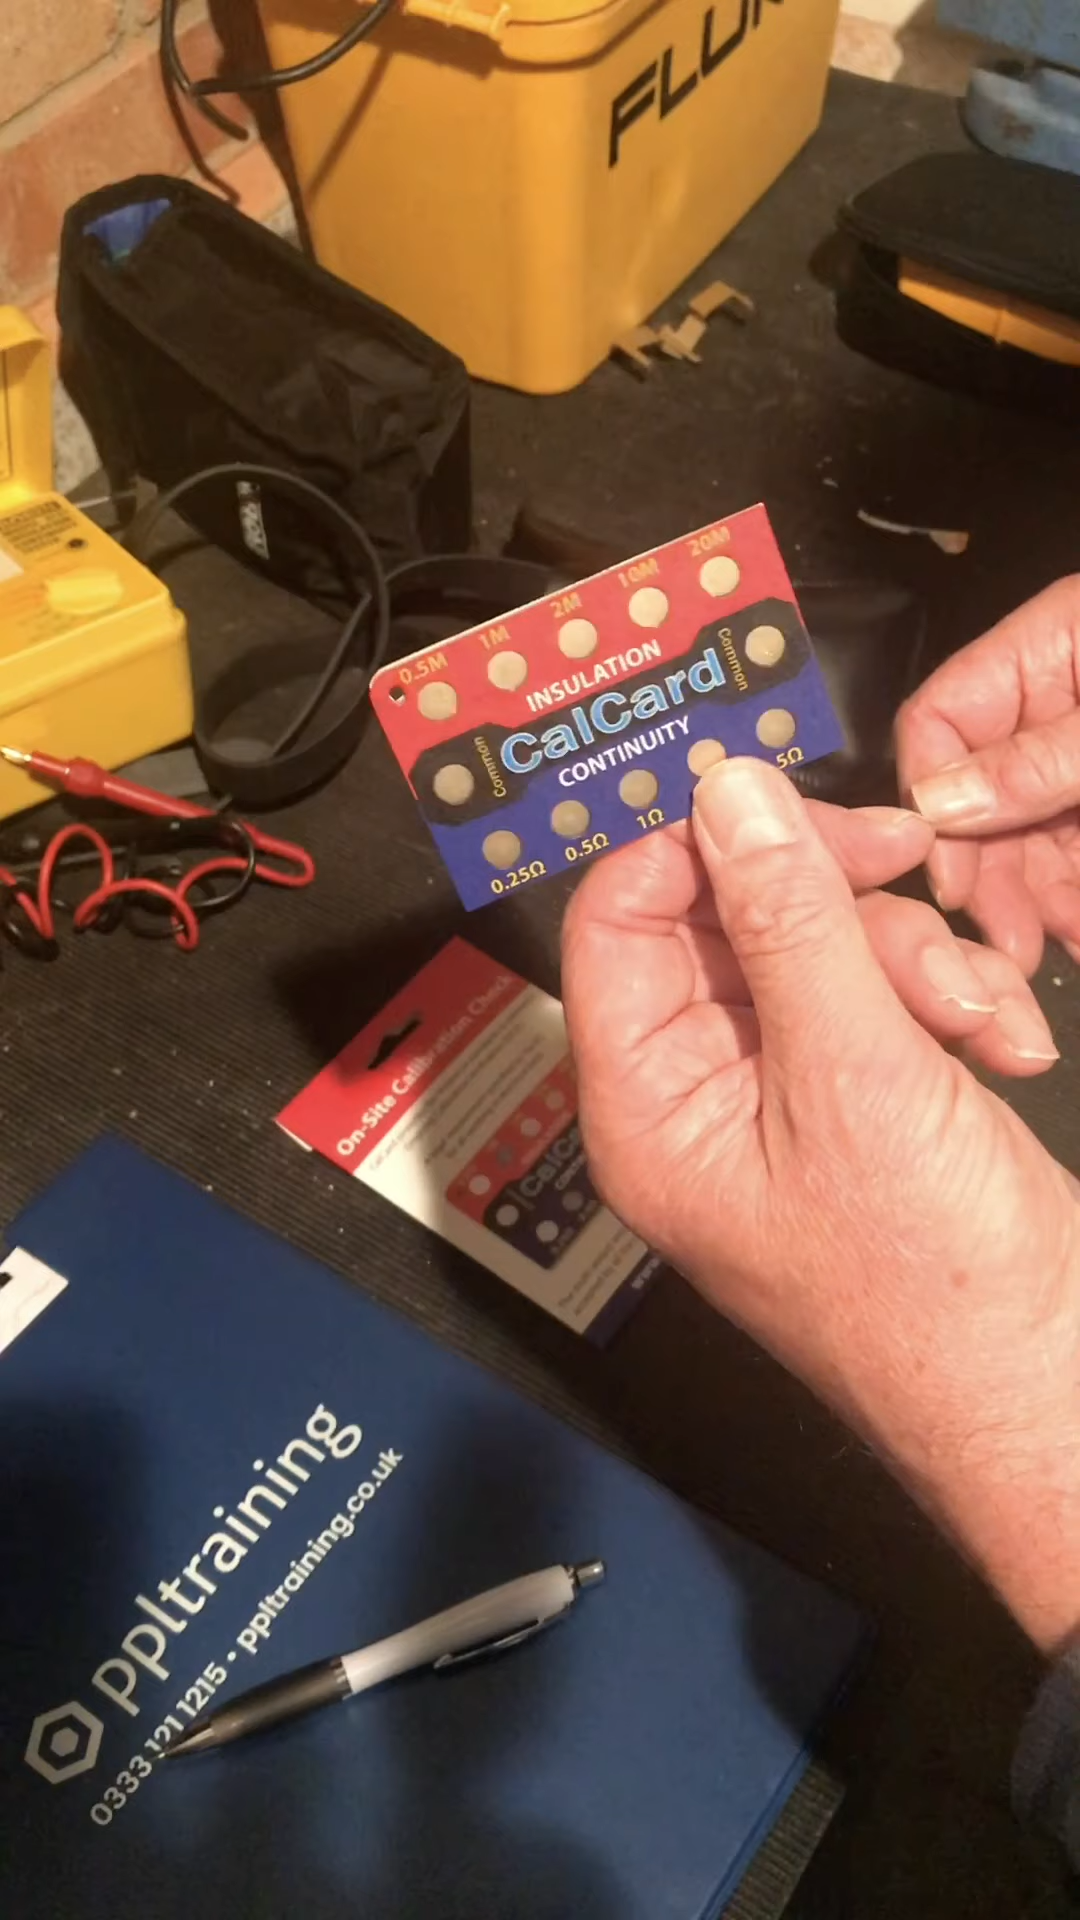 FLU
0.5M
1M
2M
10M
20M
INSULATION
Common
CalCard
Common
CONTINUITY
0.25Ω
0.5Ω
1Ω
5Ω
On-Site Calibration Check
CalCa
ppltraining
0333 121 1215 • ppltraining.co.uk